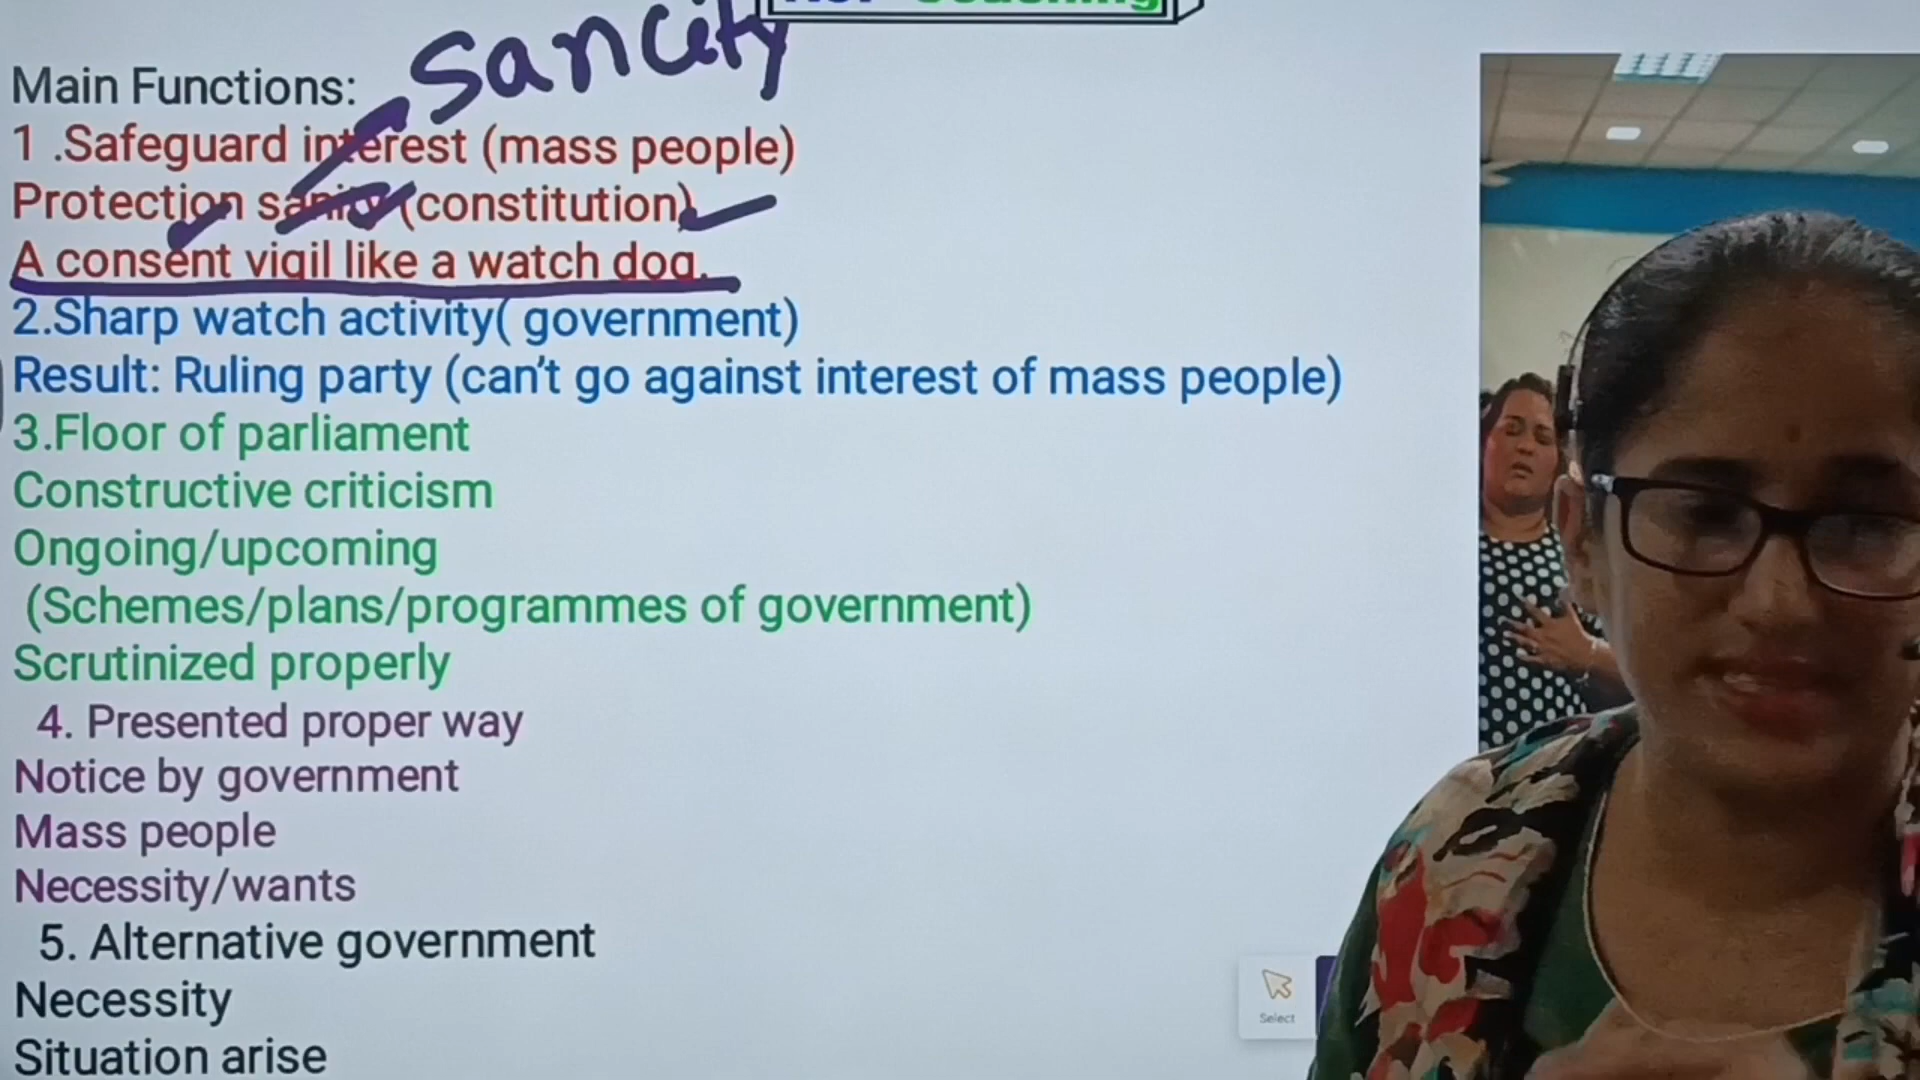 Coaching
Sancity
Main Functions:
1 .Safeguard interest (mass people)
Protection sanity (constitution)
A consent vigil like a watch dog.
2.Sharp watch activity( government)
Result: Ruling party (can't go against interest of mass people)
3.Floor of parliament
Constructive criticism
Ongoing/upcoming
(Schemes/plans/programmes of government)
Scrutinized properly
4. Presented proper way
Notice by government
Mass people
Necessity/wants
5. Alternative government
Necessity
Situation arise
Select